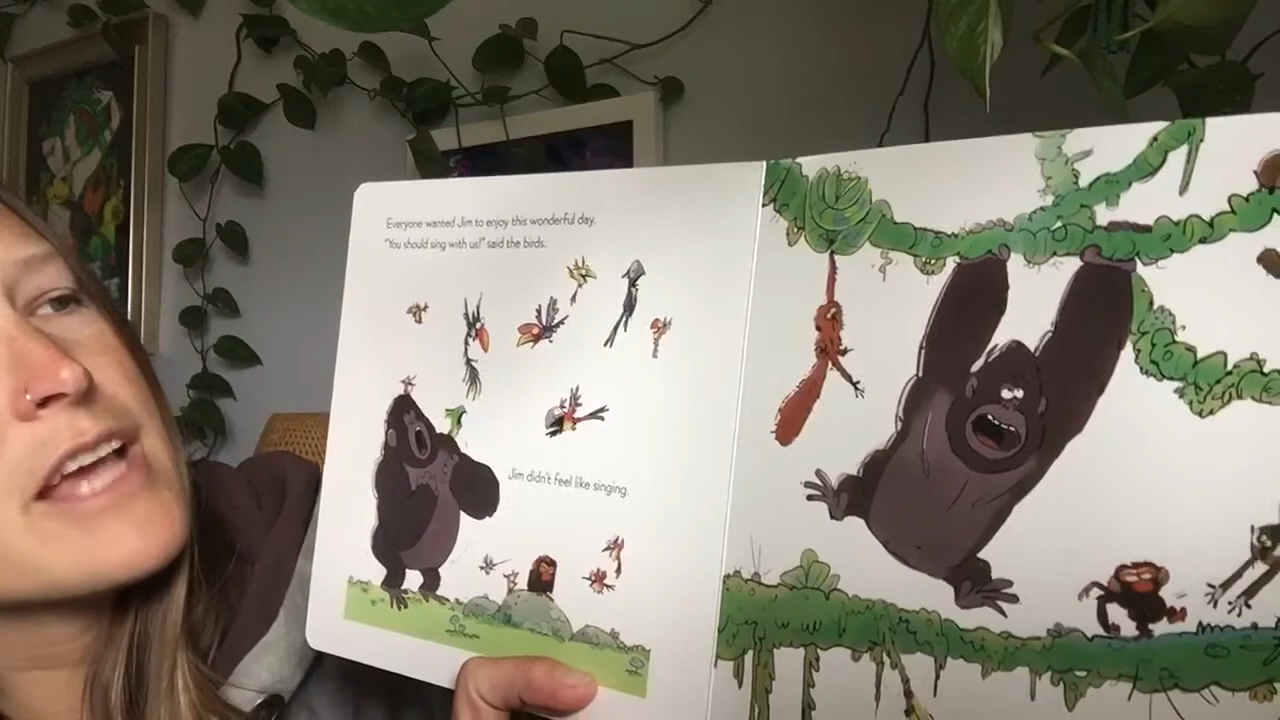 Everyone wanted Jim to enjoy this wonderful day.
"You should sing with us!" said the birds.
Jim didn't feel like singing.